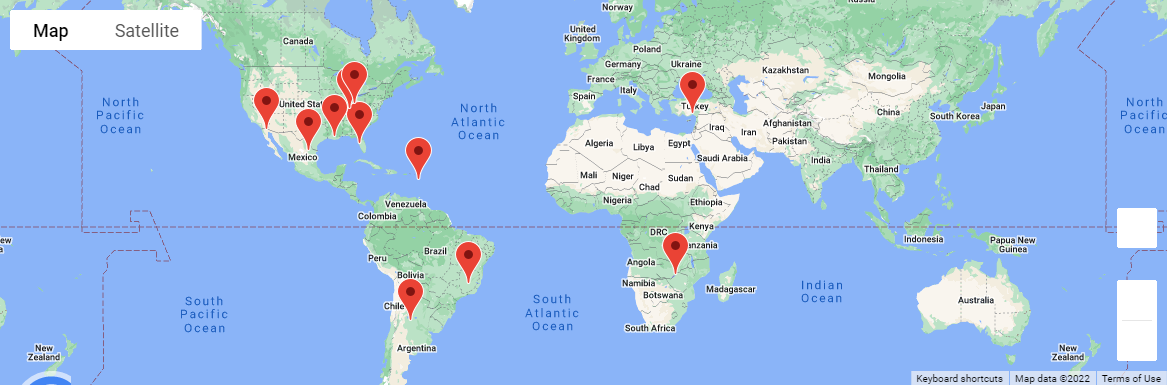 Map
Satellite
Norway
Russia
Canada
United
Kingdom
Poland
Germany
Ukraine
France
Kazakhstan
Mongolia
Spain
Italy
Turkey
North
Pacific
Ocean
United States
North
Atlantic
Ocean
Japan
China
South Korea
North
Pacific
Ocean
Iraq
Iran
Afghanistan
Pakistan
Algeria
Libya
Egypt
Mexico
Saudi Arabia
India
Thailand
Mali
Niger
Chad
Sudan
Nigeria
Ethiopia
Venezuela
Colombia
Kenya
DRC
Tanzania
Indonesia
Papua New
Guinea
Brazil
Peru
Angola
Bolivia
Namibia
Botswana
Madagascar
Indian
Ocean
South
Pacific
Ocean
Chile
South
Atlantic
Ocean
Australia
South Africa
Argentina
New
Zealand
New
Zealand
Keyboard shortcuts
Map data ©2022
Terms of Use